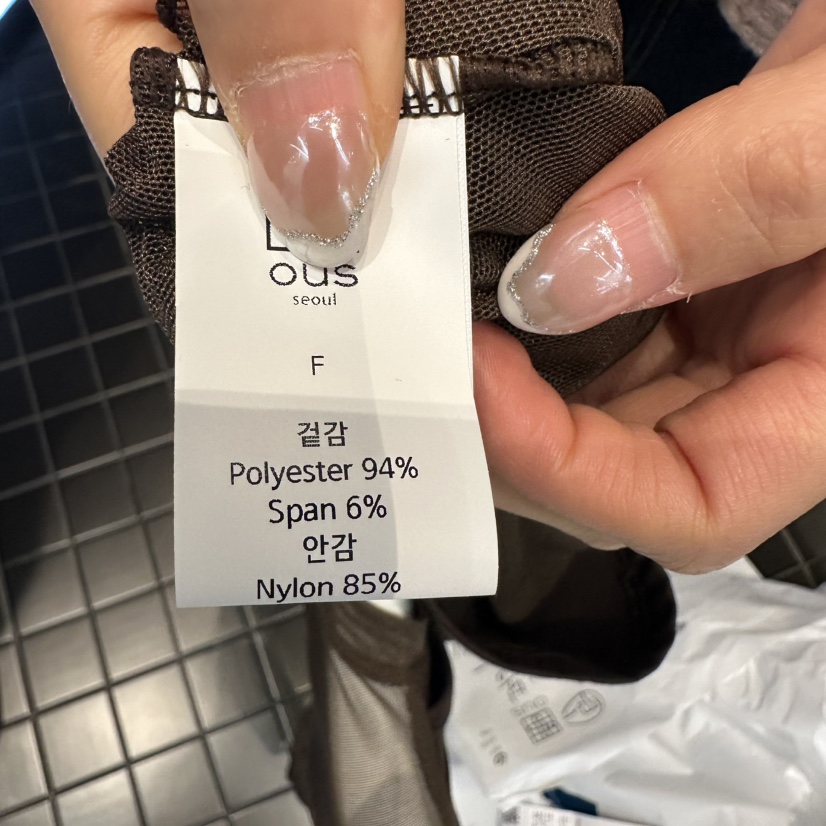 ous
seoul
F
겉감
Polyester 94%
Span 6%
안감
Nylon 85%